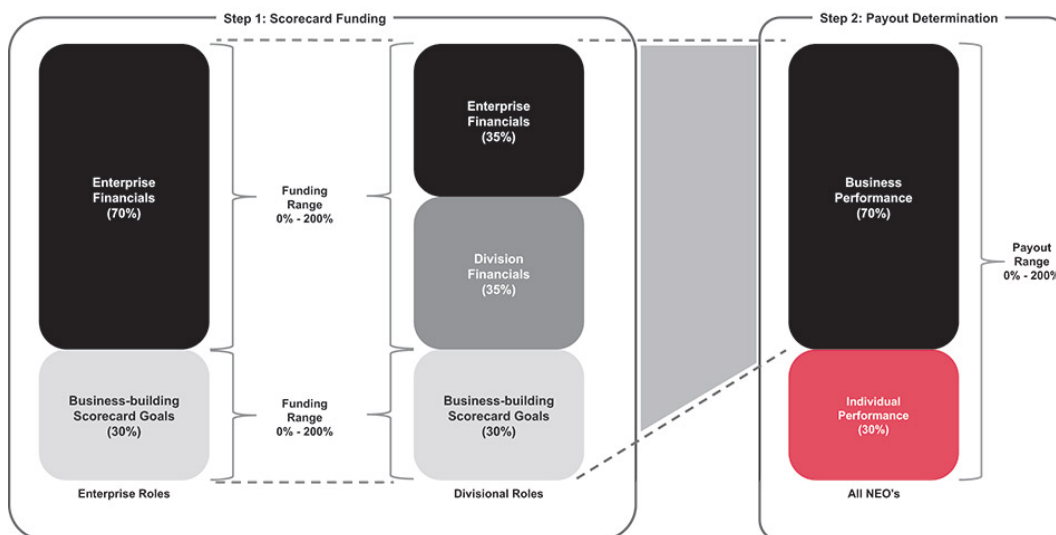 Step 1: Scorecard Funding
Enterprise
Financials
(70%)
Business-building
Scorecard Goals
(30%)
Enterprise Roles
Funding
Range
0% - 200%
Funding
Range
0% - 200%
Enterprise
Financials
(35%)
Division
Financials
(35%)
Business-building
Scorecard Goals
(30%)
Divisional Roles
Step 2: Payout Determination
Business
Performance
(70%)
Individual
Performance
(30%)
All NEO's
Payout
Range
0% - 200%